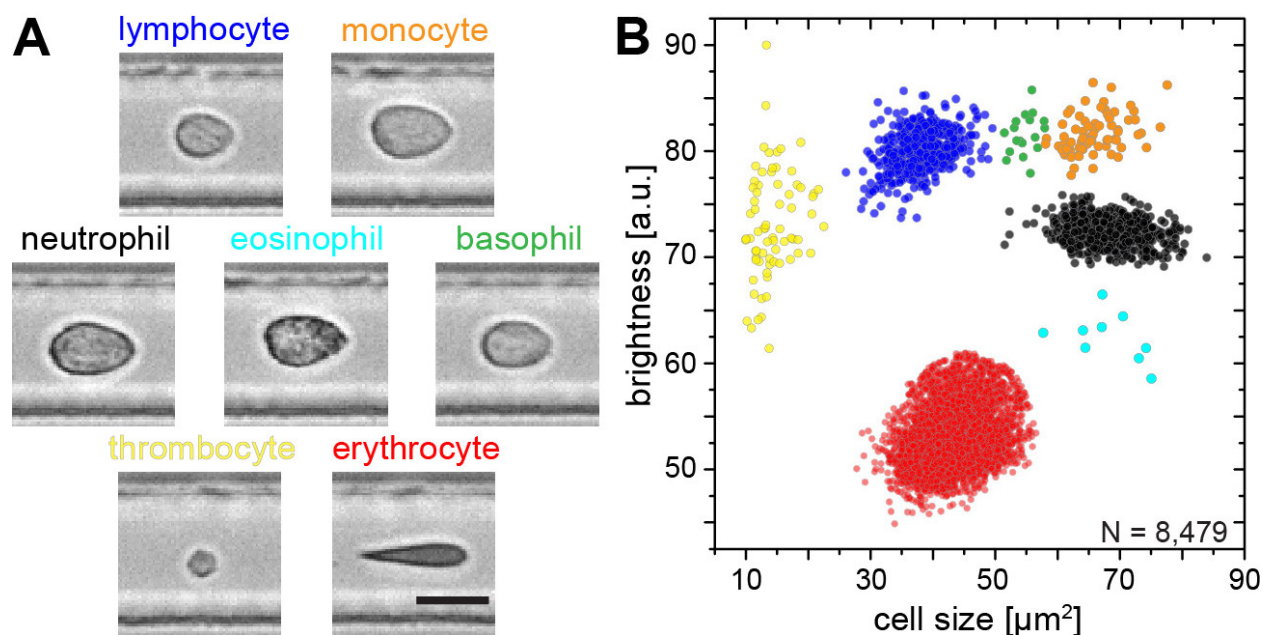 A
lymphocyte
monocyte
neutrophil
eosinophil
basophil
thrombocyte
erythrocyte
B
brightness [a.u.]
90
80
70
60
50
N = 8,479
10
30
50
70
90
cell size [µm²]